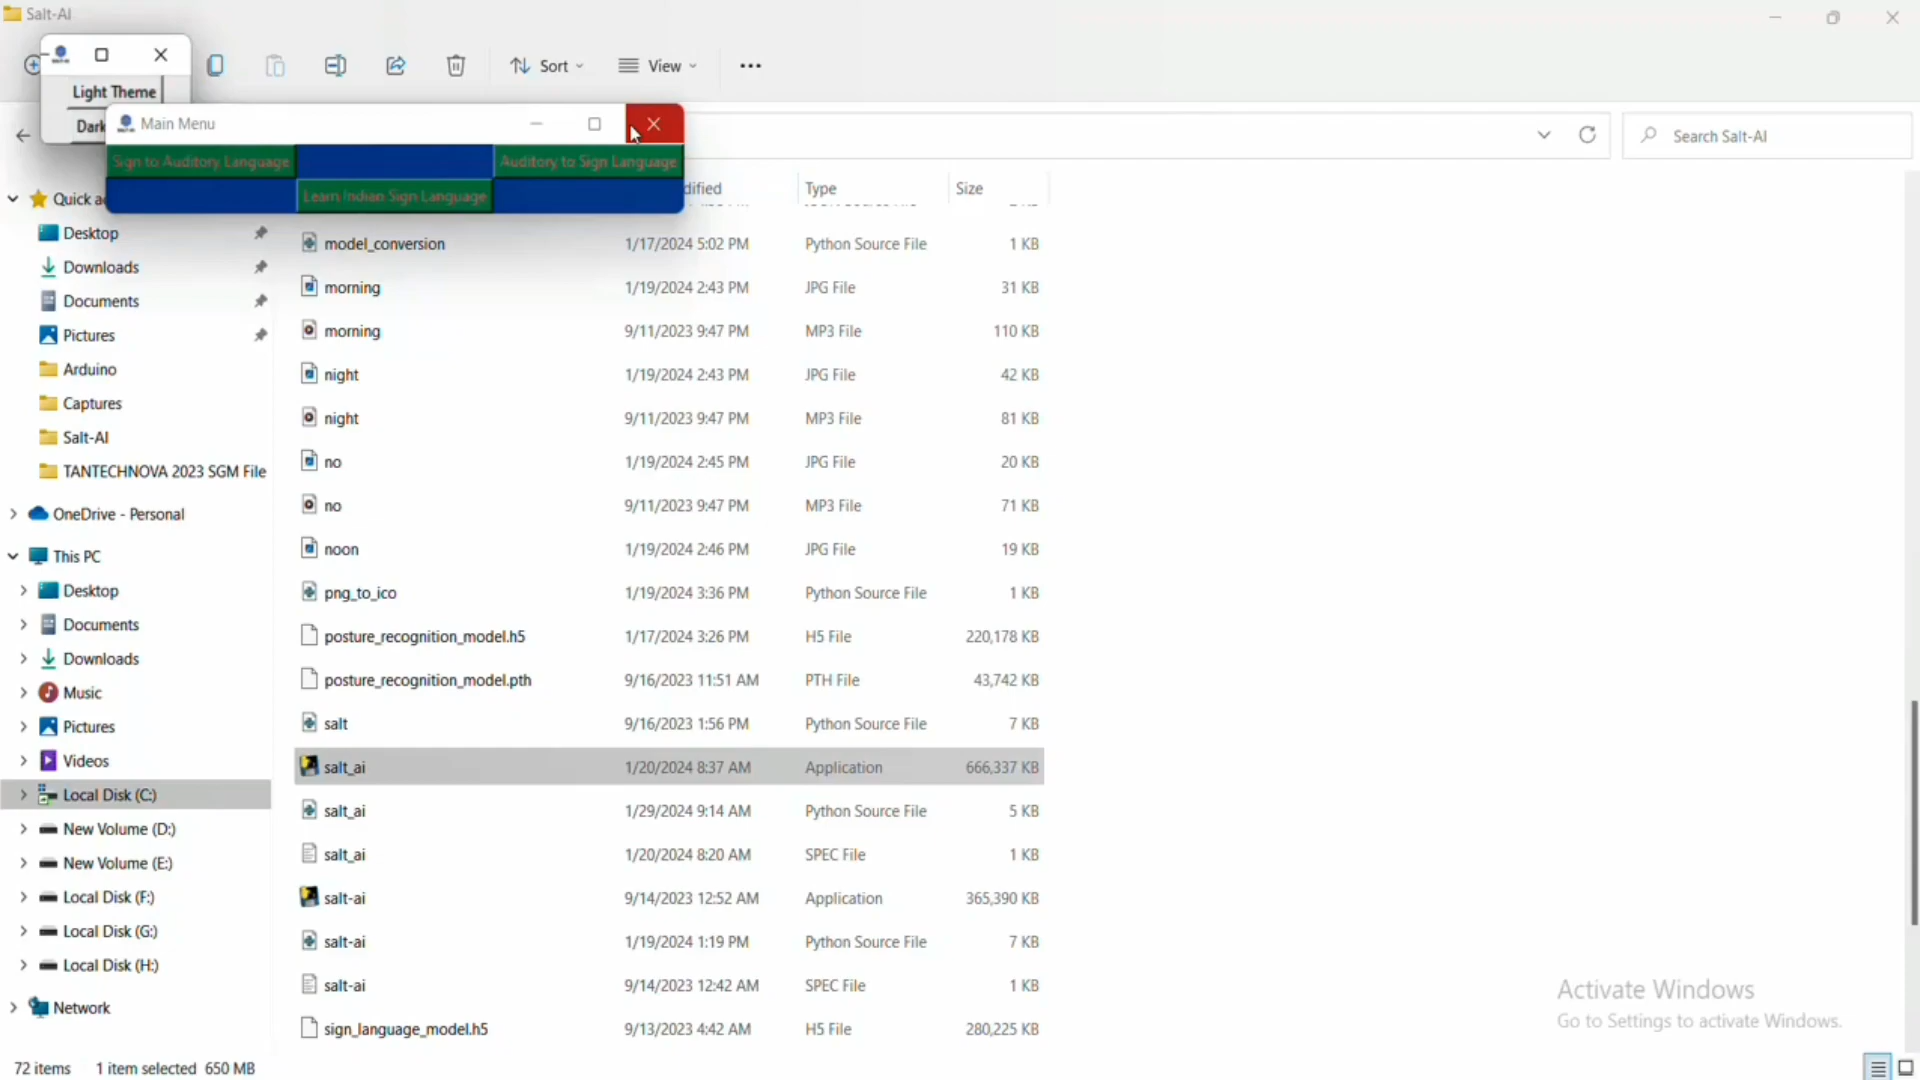 Salt-AI
Light Theme
Sort
View
Dark
Main Menu
Search Salt-AI
Sign to Auditory Language
Auditory to Sign Language
Learn Indian Sign Language
Type
Size
Quick
Desktop
Downloads
Documents
Pictures
Arduino
Captures
Salt-AI
TANTECHNOVA 2023 SGM File
OneDrive - Personal
This PC
Desktop
Documents
Downloads
Music
Pictures
Videos
Local Disk (C:)
New Volume (D:)
New Volume (E:)
Local Disk (F:)
Local Disk (G:)
Local Disk (H:)
Network
model_conversion 1/17/2024 5:02 PM Python Source File 1 KB
morning 1/19/2024 2:43 PM JPG File 31 KB
morning 9/11/2023 9:47 PM MP3 File 110 KB
night 1/19/2024 2:43 PM JPG File 42 KB
night 9/11/2023 9:47 PM MP3 File 81 KB
no 1/19/2024 2:45 PM JPG File 20 KB
no 9/11/2023 9:47 PM MP3 File 71 KB
noon 1/19/2024 2:46 PM JPG File 19 KB
png_to_ico 1/19/2024 3:36 PM Python Source File 1 KB
posture_recognition_model.h5 1/17/2024 3:26 PM H5 File 220,178 KB
posture_recognition_model.pth 9/16/2023 11:51 AM PTH File 43,742 KB
salt 9/16/2023 1:56 PM Python Source File 7 KB
salt_ai 1/20/2024 8:37 AM Application 666,337 KB
salt_ai 1/29/2024 9:14 AM Python Source File 5 KB
salt_ai 1/20/2024 8:20 AM SPEC File 1 KB
salt-ai 9/14/2023 12:52 AM Application 365,390 KB
salt-ai 1/19/2024 1:19 PM Python Source File 7 KB
salt-ai 9/14/2023 12:42 AM SPEC File 1 KB
sign_language_model.h5 9/13/2023 4:42 AM H5 File 280,225 KB
Activate Windows
Go to Settings to activate Windows.
72 items 1 item selected 650 MB